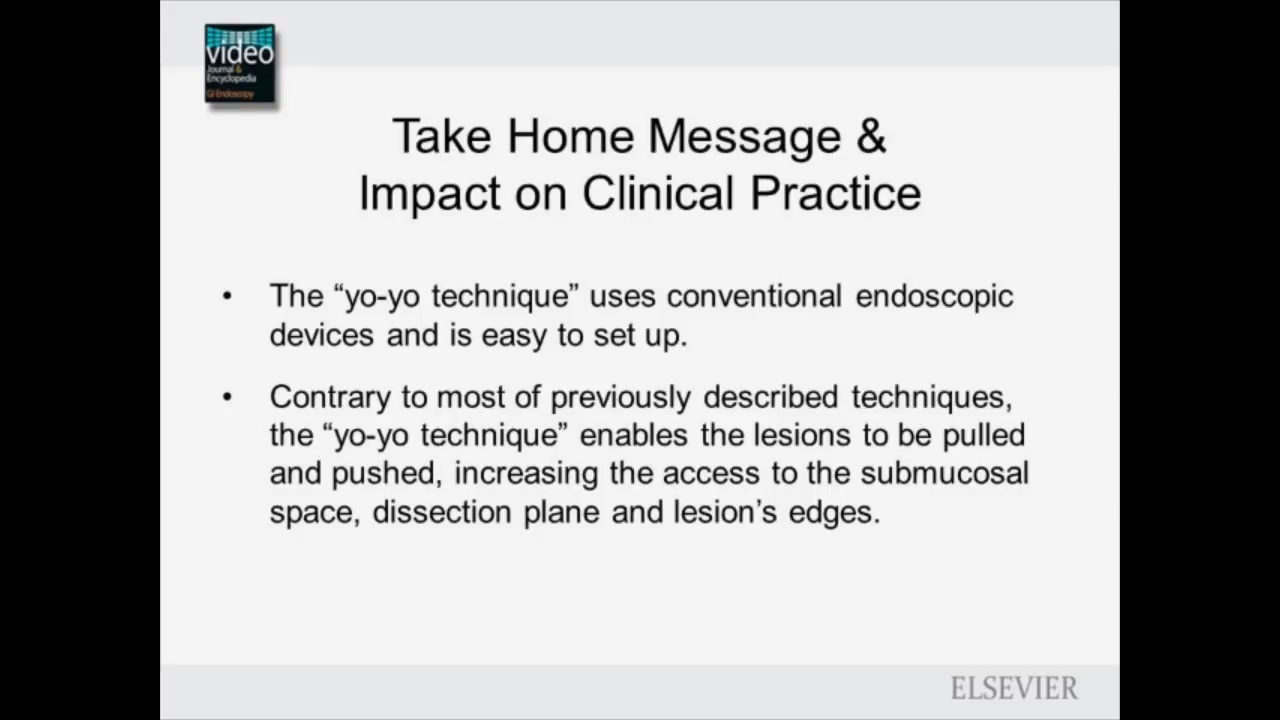 video
Journal &
Encyclopedia
GI Endoscopy
Take Home Message &
Impact on Clinical Practice
• The “yo-yo technique” uses conventional endoscopic
devices and is easy to set up.
• Contrary to most of previously described techniques,
the “yo-yo technique” enables the lesions to be pulled
and pushed, increasing the access to the submucosal
space, dissection plane and lesion’s edges.
ELSEVIER